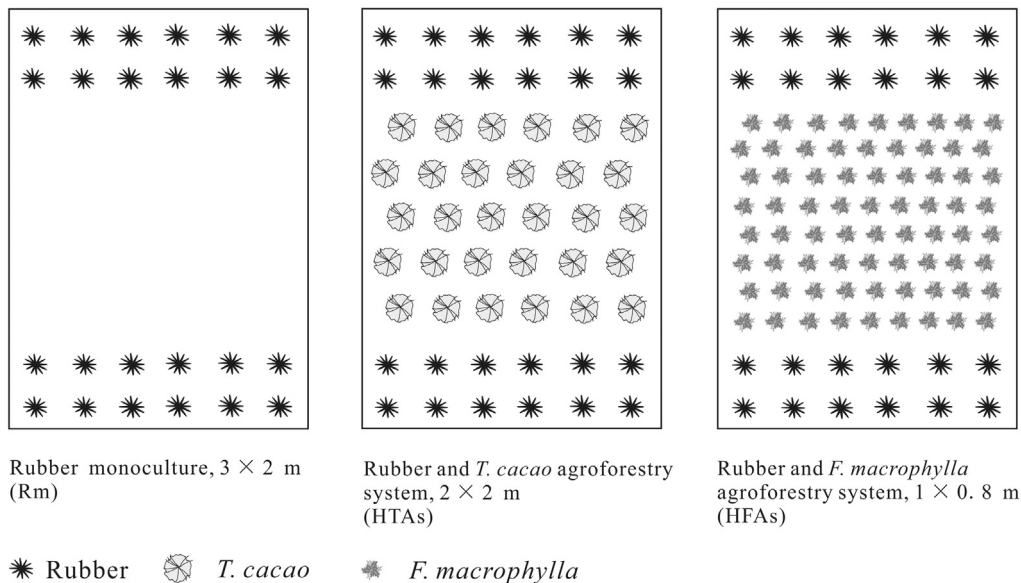 Rubber monoculture, 3 × 2 m
(Rm)
Rubber and T. cacao agroforestry
system, 2 × 2 m
(HTAs)
Rubber and F. macrophylla
agroforestry system, 1 × 0. 8 m
(HFAs)
Rubber T. cacao F. macrophylla